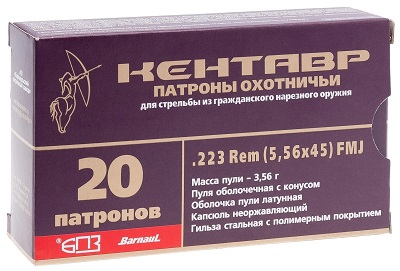 КЕНТАВР
ПАТРОНЫ ОХОТНИЧЬИ
для стрельбы из гражданского нарезного оружия
.223 Rem (5,56x45) FMJ
20
патронов
Масса пули – 3,56 г
Пуля оболочечная с конусом
Оболочка пули латунная
Капсюль неоржавляющий
Гильза стальная с полимерным покрытием
БПЗ
Barnaul